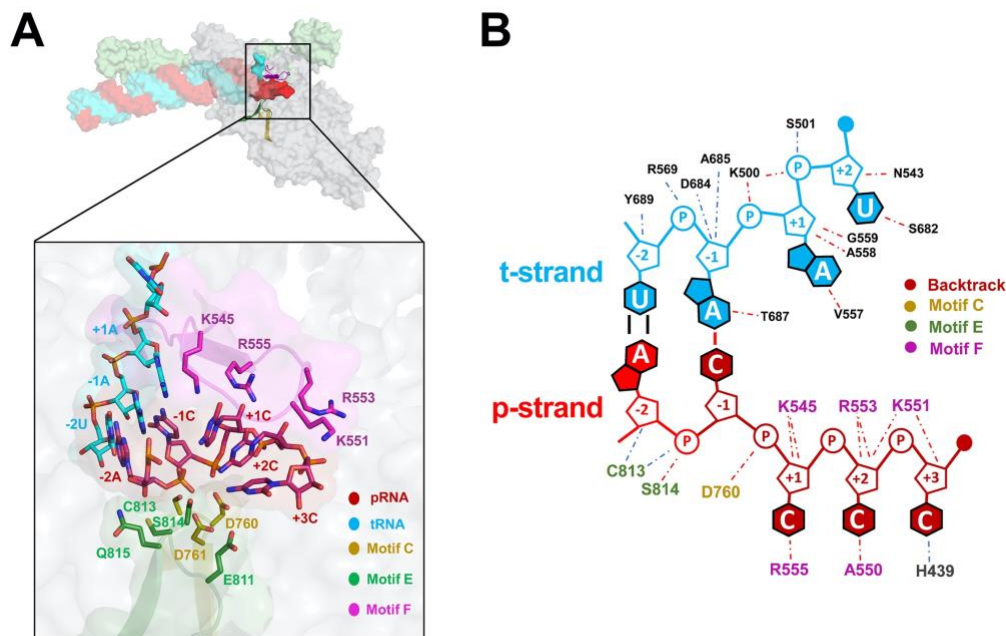 A
K545
+1A
R555
-1A
R553
-1C
+1C
-2U
K551
+2C
-2A
+3C
C813
S814
D760
Q815
D761
E811
pRNA
tRNA
Motif C
Motif E
Motif F
B
S501
A685
R569
K500
D684
N543
Y689
P
+2
P
P
+1
U
S682
-2
-1
G559
A558
t-strand
A
U
A
V557
T687
Backtrack
Motif C
Motif E
Motif F
A
C
p-strand
-2
-1
K545
R553
K551
P
P
P
P
C813
S814
D760
+1
+2
+3
C
C
C
R555
A550
H439